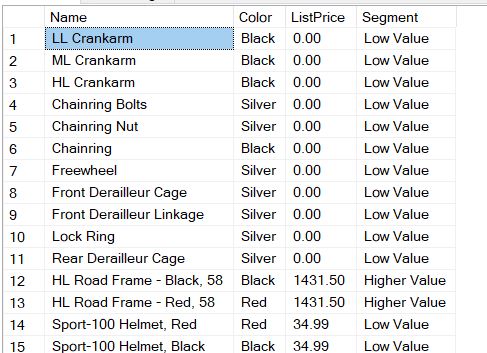 Name Color ListPrice Segment
1 LL Crankarm Black 0.00 Low Value
2 ML Crankarm Black 0.00 Low Value
3 HL Crankarm Black 0.00 Low Value
4 Chainring Bolts Silver 0.00 Low Value
5 Chainring Nut Silver 0.00 Low Value
6 Chainring Black 0.00 Low Value
7 Freewheel Silver 0.00 Low Value
8 Front Derailleur Cage Silver 0.00 Low Value
9 Front Derailleur Linkage Silver 0.00 Low Value
10 Lock Ring Silver 0.00 Low Value
11 Rear Derailleur Cage Silver 0.00 Low Value
12 HL Road Frame - Black, 58 Black 1431.50 Higher Value
13 HL Road Frame - Red, 58 Red 1431.50 Higher Value
14 Sport-100 Helmet, Red Red 34.99 Low Value
15 Sport-100 Helmet, Black Black 34.99 Low Value